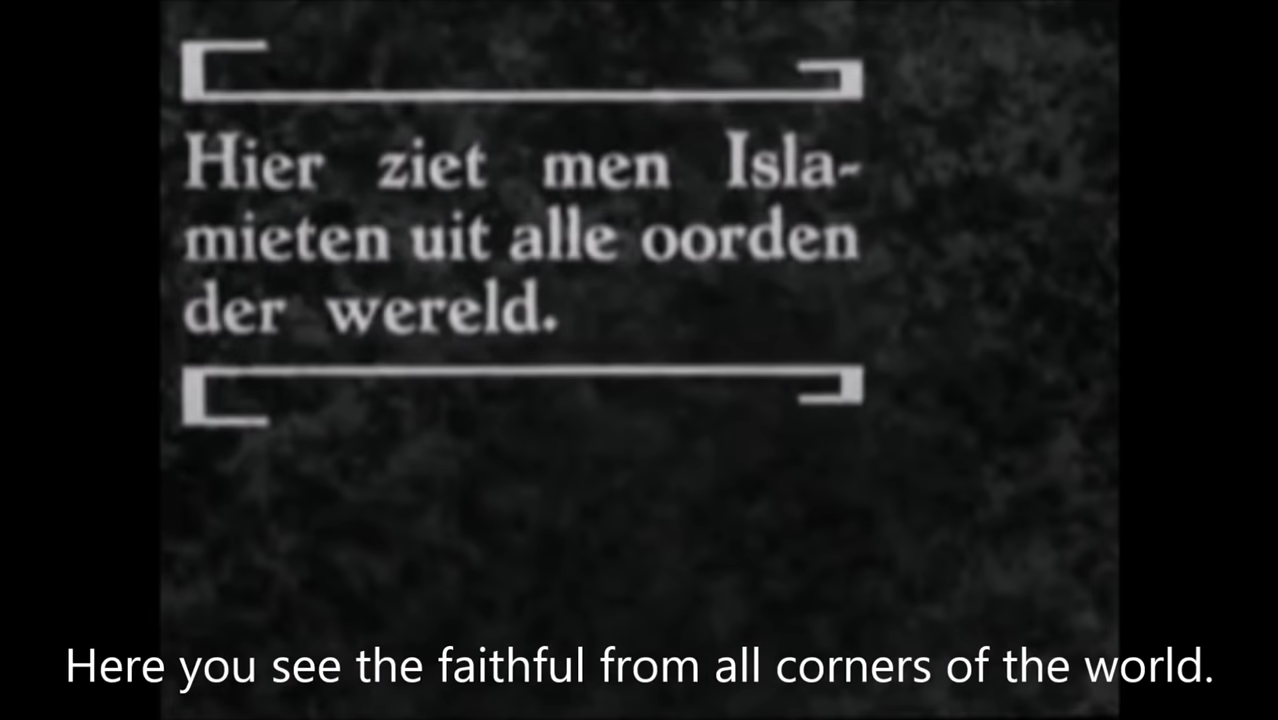 Hier ziet men Isla-
mieten uit alle oorden
der wereld.
Here you see the faithful from all corners of the world.